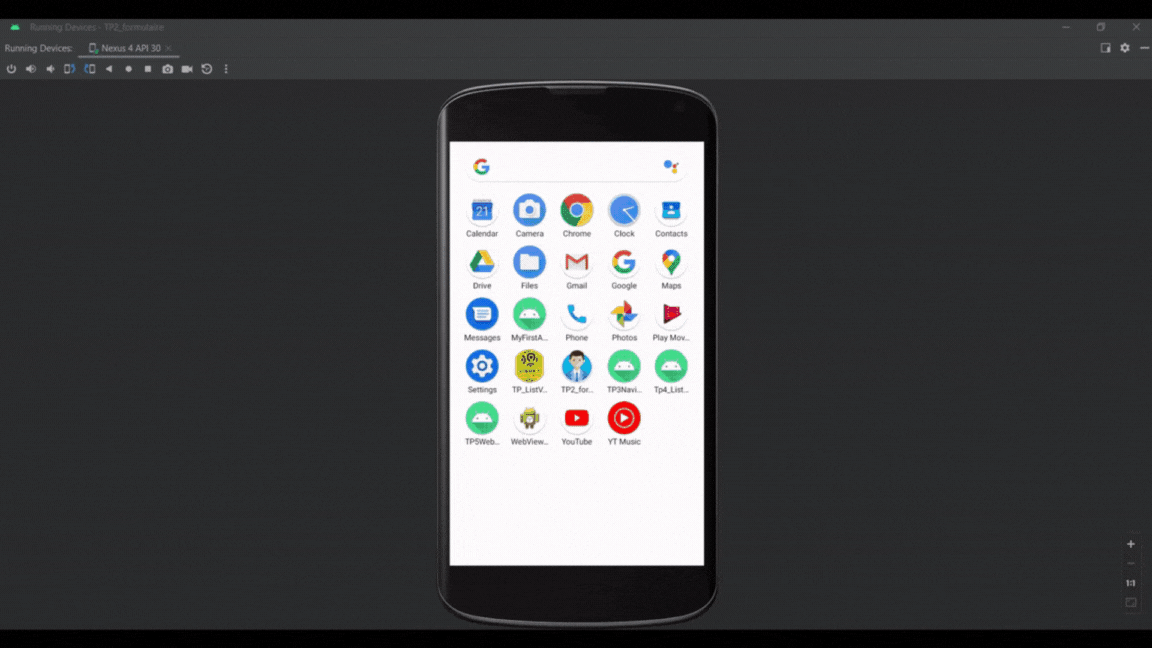 Running Devices - TP2_formulaire
Running Devices:
Nexus 4 API 30
Calendar Camera Chrome Clock Contacts
Drive Files Gmail Google Maps
Messages MyFirstA... Phone Photos Play Mov...
Settings TP_ListV... TP2_for... TP3Navi... Tp4_List...
TP5Web... WebView... YouTube YT Music
1:1